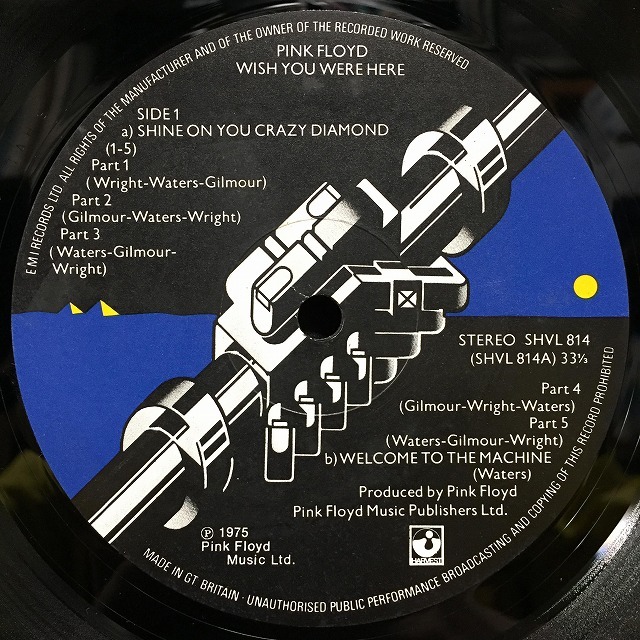 EMI RECORDS LTD · ALL RIGHTS OF THE MANUFACTURER AND OF THE OWNER OF THE RECORDED WORK RESERVED
PINK FLOYD
WISH YOU WERE HERE
SIDE 1
a) SHINE ON YOU CRAZY DIAMOND
(1-5)
Part 1
(Wright-Waters-Gilmour)
Part 2
(Gilmour-Waters-Wright)
Part 3
(Waters-Gilmour-
Wright)
STEREO SHVL 814
(SHVL 814A) 33⅓
Part 4
(Gilmour-Wright-Waters)
Part 5
(Waters-Gilmour-Wright)
b) WELCOME TO THE MACHINE
(Waters)
Produced by Pink Floyd
Pink Floyd Music Publishers Ltd.
℗ 1975
Pink Floyd
Music Ltd.
HARVEST
MADE IN GT BRITAIN · UNAUTHORISED PUBLIC PERFORMANCE BROADCASTING AND COPYING OF THIS RECORD PROHIBITED